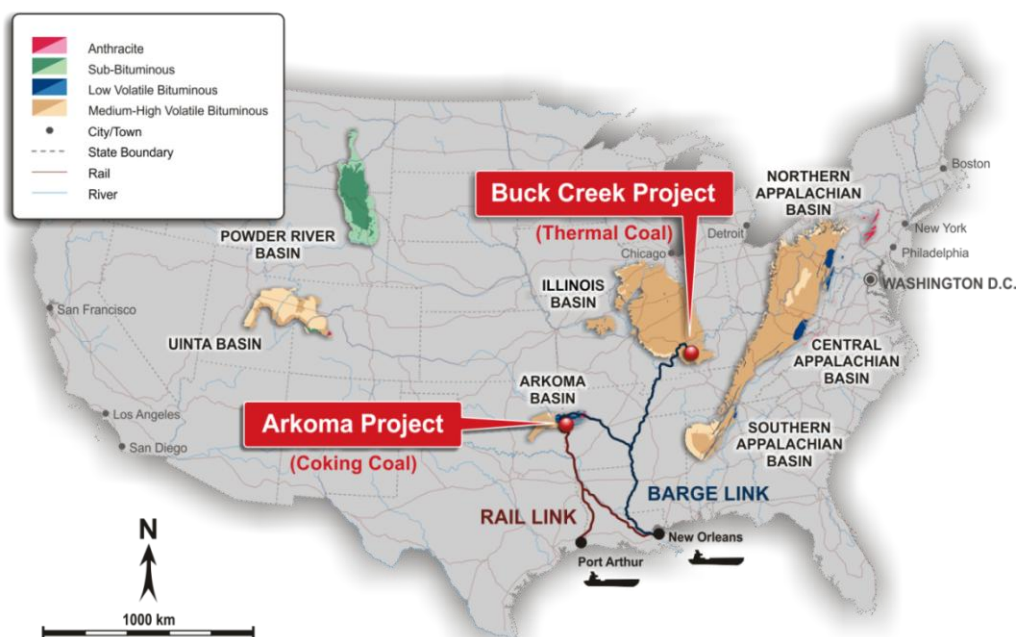 Anthracite
Sub-Bituminous
Low Volatile Bituminous
Medium-High Volatile Bituminous
City/Town
State Boundary
Rail
River
POWDER RIVER
BASIN
UINTA BASIN
San Francisco
Los Angeles
San Diego
Buck Creek Project
(Thermal Coal)
Chicago
Detroit
ILLINOIS
BASIN
NORTHERN
APPALACHIAN
BASIN
Boston
New York
Philadelphia
WASHINGTON D.C.
CENTRAL
APPALACHIAN
BASIN
SOUTHERN
APPALACHIAN
BASIN
ARKOMA
BASIN
Arkoma Project
(Coking Coal)
RAIL LINK
BARGE LINK
New Orleans
Port Arthur
N
1000 km